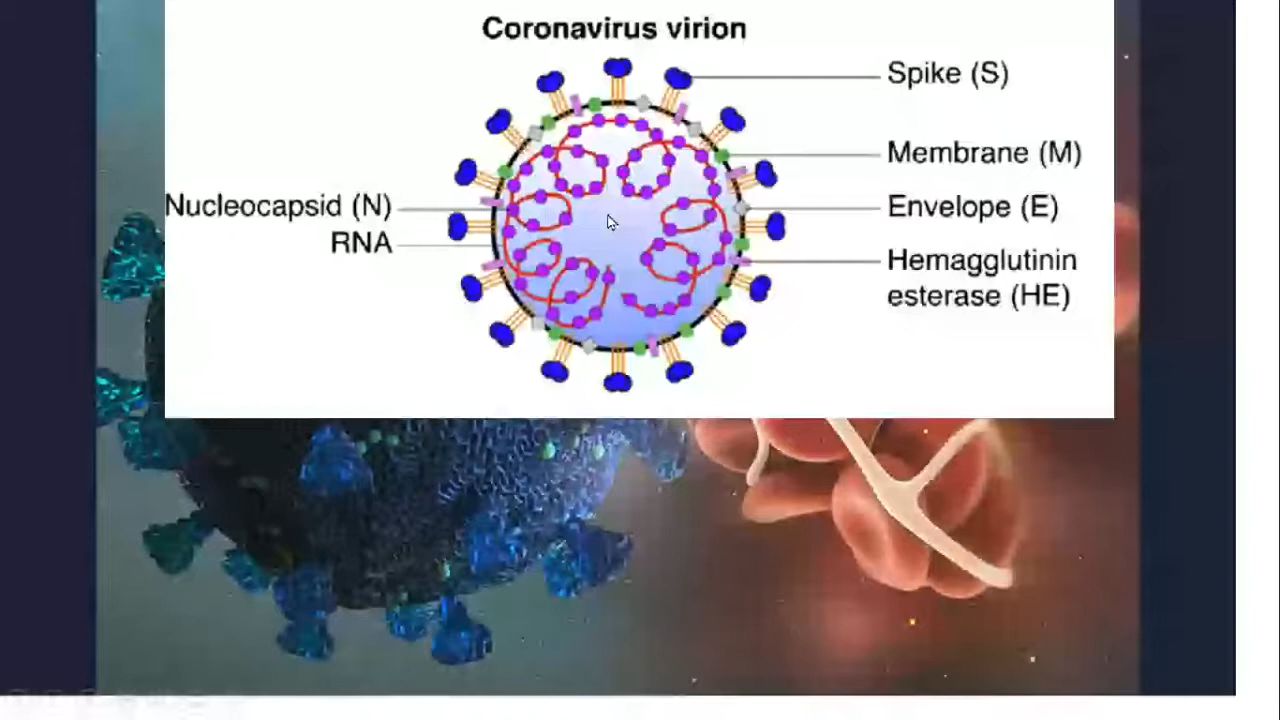 Coronavirus virion
Spike (S)
Membrane (M)
Nucleocapsid (N)
Envelope (E)
RNA
Hemagglutinin
esterase (HE)